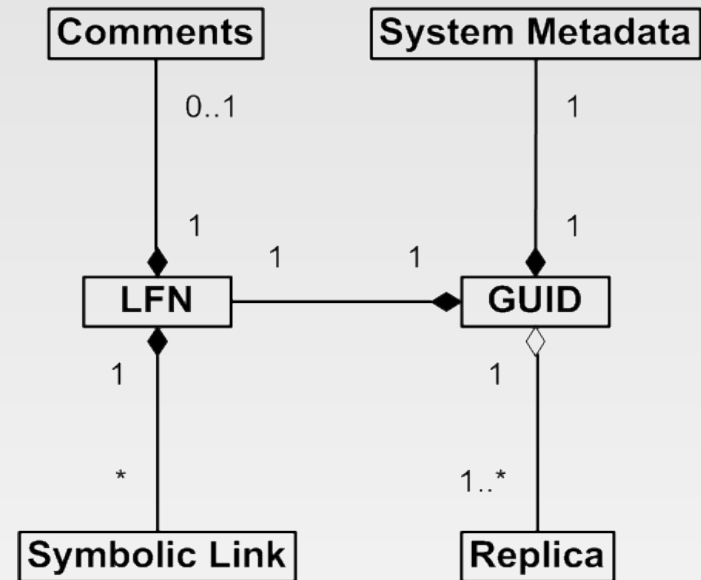 Comments
System Metadata
0..1
1
1
1
1
1
LFN
GUID
1
1
*
1..*
Symbolic Link
Replica